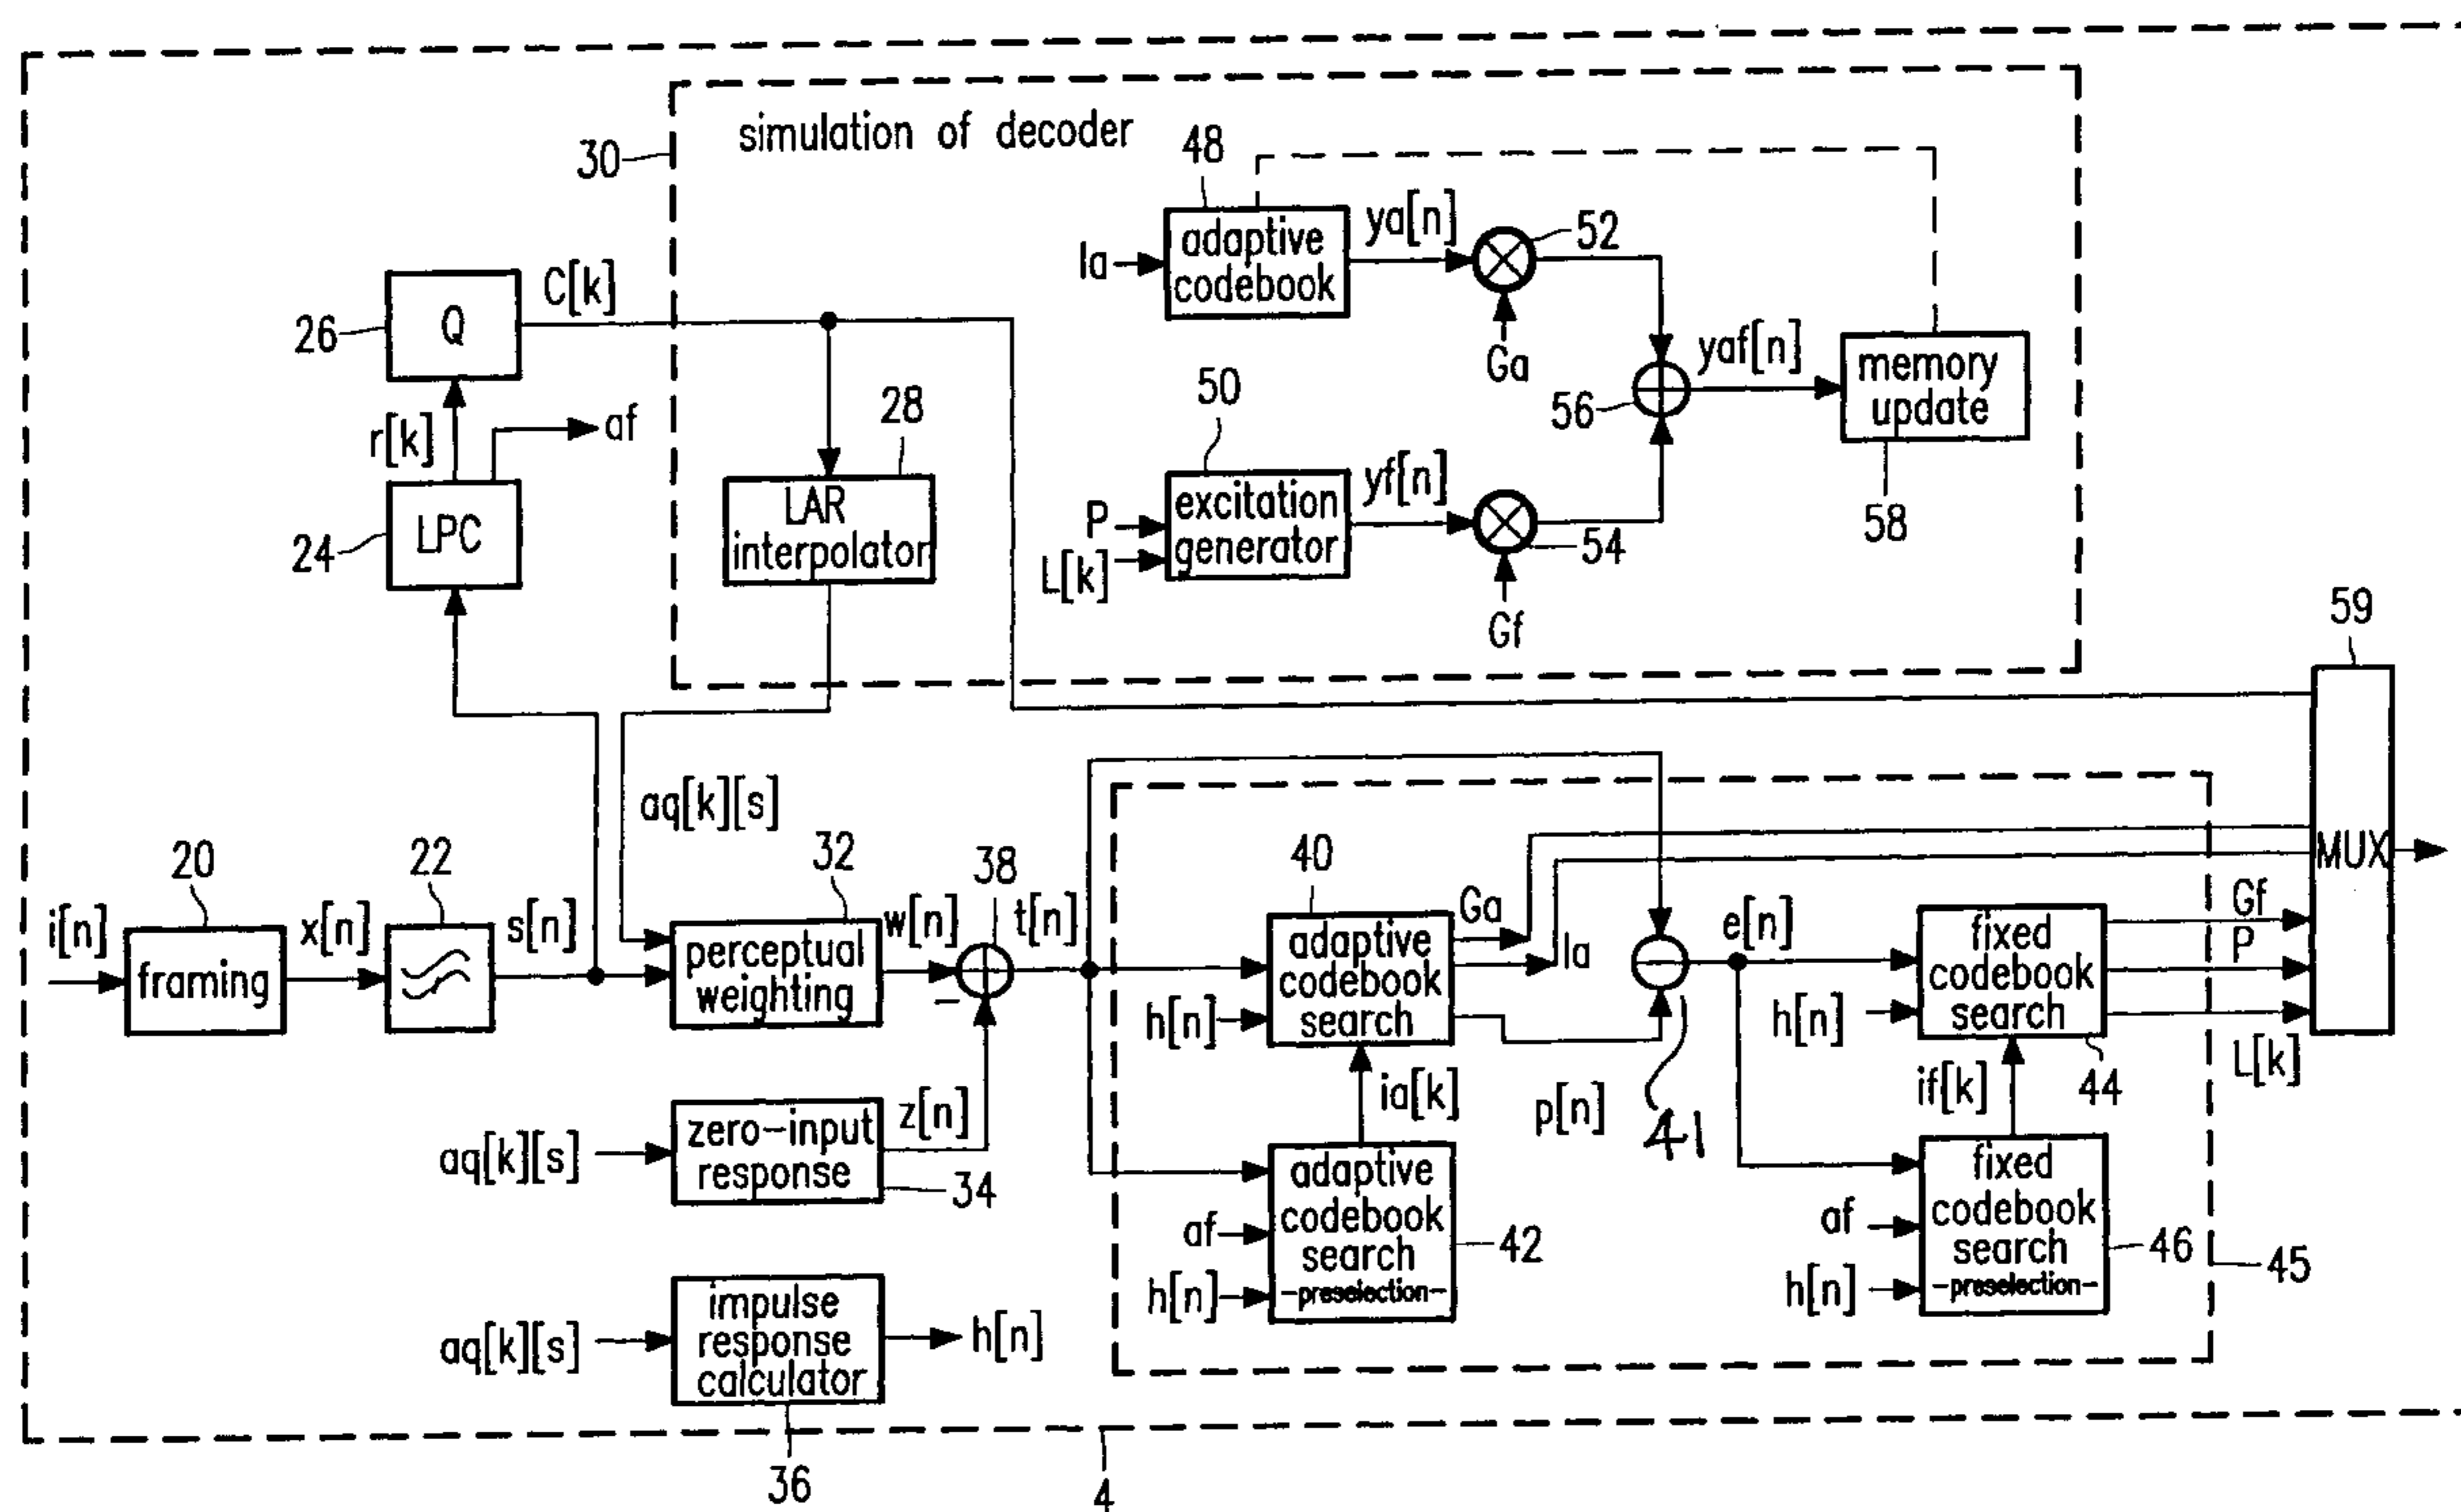 simulation of decoder
30
48
adaptive
codebook
Ia
ya[n]
52
Ga
26
Q
C[k]
r[k]
af
24
LPC
28
LAR
interpolator
50
excitation
generator
P
L[k]
yf[n]
54
Gf
56
yaf[n]
memory
update
58
59
MUX
aq[k][s]
i[n]
20
framing
x[n]
22
s[n]
32
perceptual
weighting
w[n]
38
-
t[n]
40
adaptive
codebook
search
h[n]
Ga
Ia
p[n]
41
e[n]
fixed
codebook
search
h[n]
44
Gf
P
L[k]
aq[k][s]
zero-input
response
34
z[n]
ia[k]
adaptive
codebook
search
-preselection-
af
h[n]
42
if[k]
fixed
codebook
search
-preselection-
af
h[n]
46
45
aq[k][s]
impulse
response
calculator
h[n]
36
4